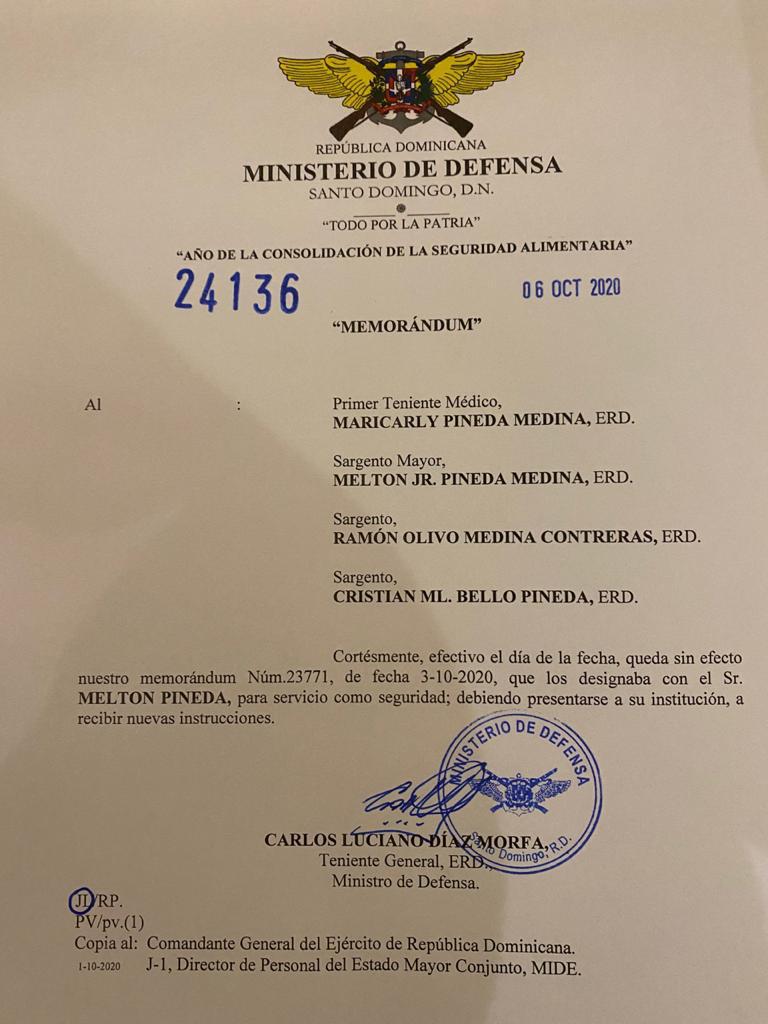 REPÚBLICA DOMINICANA
MINISTERIO DE DEFENSA
SANTO DOMINGO, D.N.
“TODO POR LA PATRIA”
“AÑO DE LA CONSOLIDACIÓN DE LA SEGURIDAD ALIMENTARIA”
24136 06 OCT 2020
“MEMORÁNDUM”
Al : Primer Teniente Médico,
MARICARLY PINEDA MEDINA, ERD.
Sargento Mayor,
MELTON JR. PINEDA MEDINA, ERD.
Sargento,
RAMÓN OLIVO MEDINA CONTRERAS, ERD.
Sargento,
CRISTIAN ML. BELLO PINEDA, ERD.
Cortésmente, efectivo el día de la fecha, queda sin efecto
nuestro memorándum Núm.23771, de fecha 3-10-2020, que los designaba con el Sr.
MELTON PINEDA, para servicio como seguridad; debiendo presentarse a su institución, a
recibir nuevas instrucciones.
MINISTERIO DE DEFENSA
Santo Domingo, R.D.
CARLOS LUCIANO DÍAZ MORFA,
Teniente General, ERD.,
Ministro de Defensa.
JL/RP.
PV/pv.(1)
Copia al: Comandante General del Ejército de República Dominicana.
1-10-2020 J-1, Director de Personal del Estado Mayor Conjunto, MIDE.